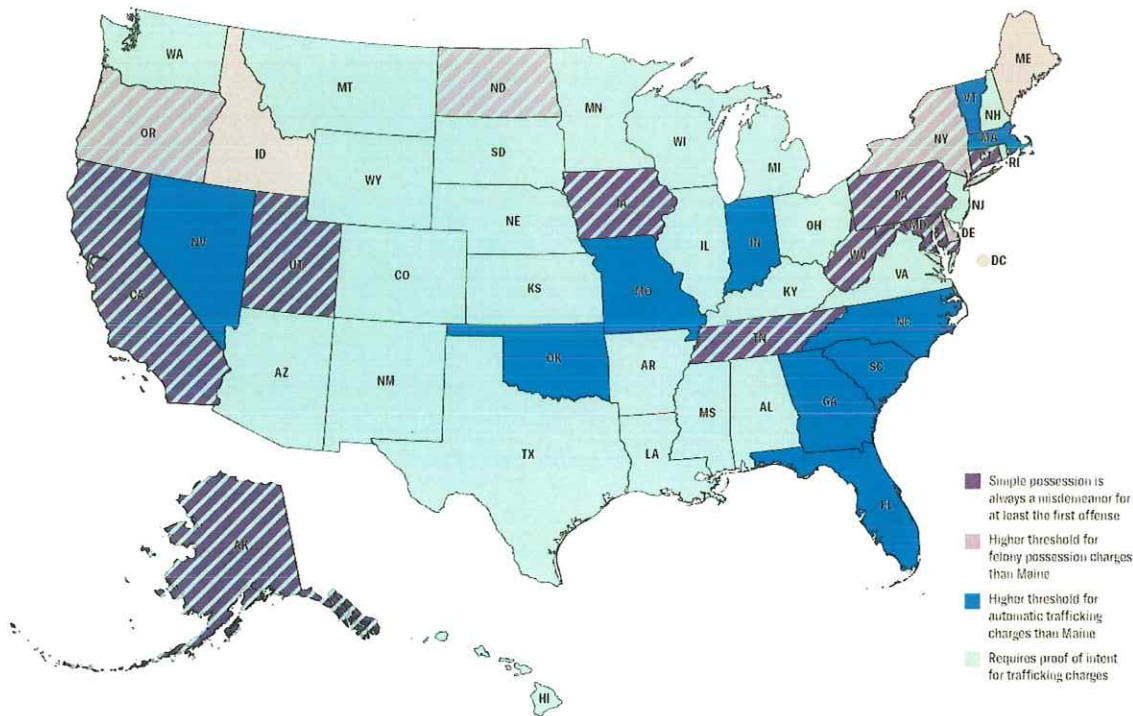 WA
MT
ND
MN
ME
VT
NH
OR
ID
SD
WI
MI
NY
MA
CT
RI
WY
IA
PA
NJ
NE
NV
UT
CO
IL
IN
OH
MD
DE
DC
WV
CA
KS
MO
KY
VA
TN
NC
AZ
NM
OK
AR
SC
MS
AL
GA
TX
LA
FL
AK
HI
Simple possession is
always a misdemeanor for
at least the first offense
Higher threshold for
felony possession charges
than Maine
Higher threshold for
automatic trafficking
charges than Maine
Requires proof of intent
for trafficking charges